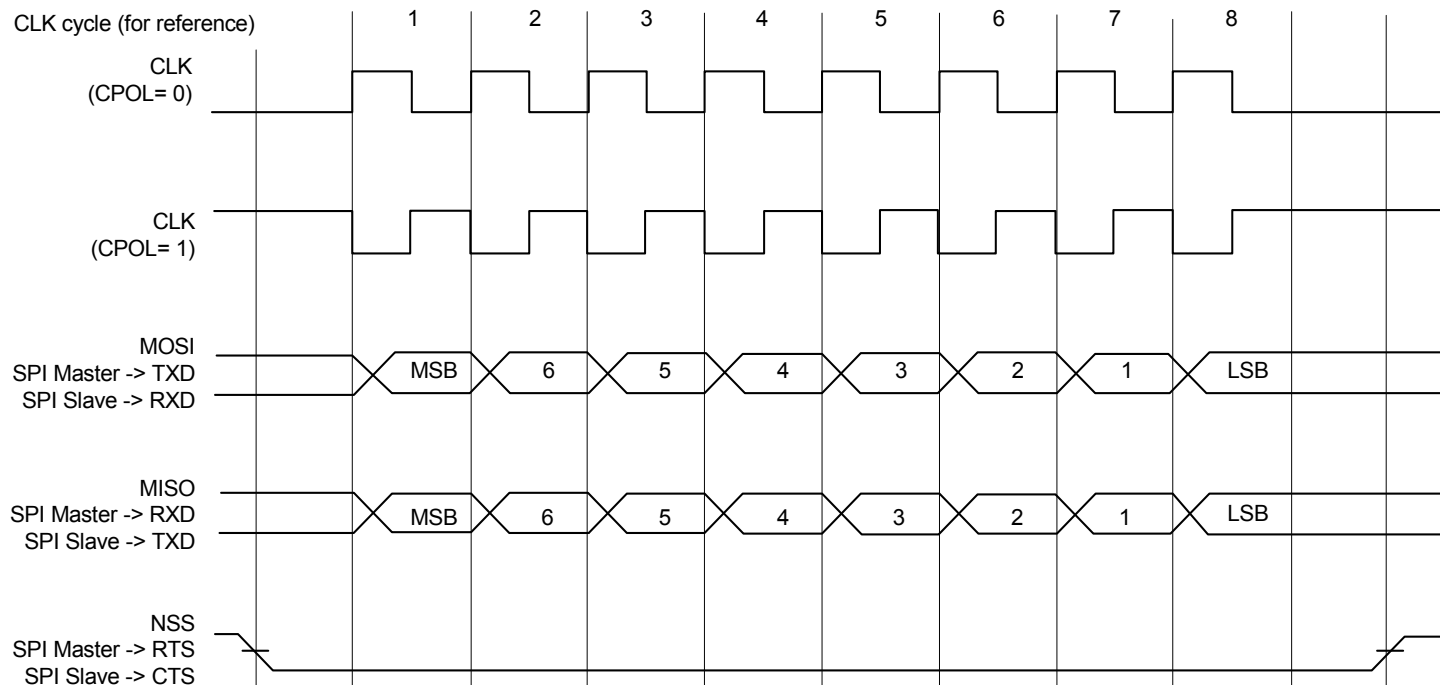 CLK cycle (for reference)
1 2 3 4 5 6 7 8
CLK
(CPOL= 0)
CLK
(CPOL= 1)
MOSI
SPI Master -> TXD
SPI Slave -> RXD
MSB 6 5 4 3 2 1 LSB
MISO
SPI Master -> RXD
SPI Slave -> TXD
MSB 6 5 4 3 2 1 LSB
NSS
SPI Master -> RTS
SPI Slave -> CTS